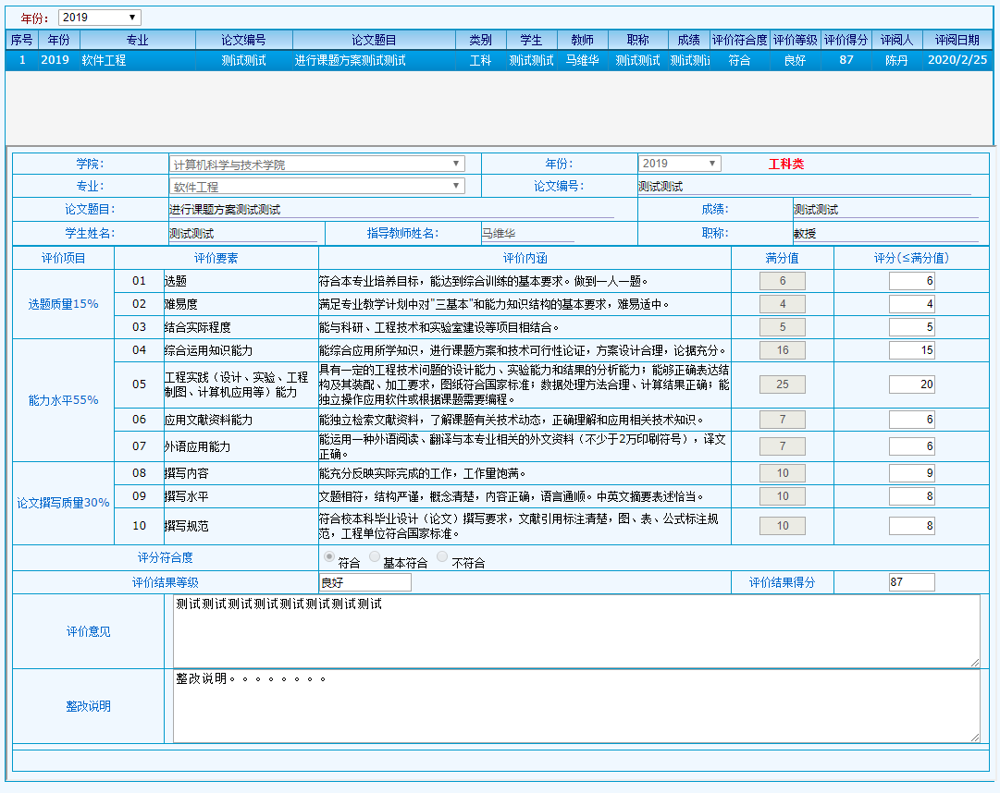 年份： 2019
序号 年份 专业 论文编号 论文题目 类别 学生 教师 职称 成绩 评价符合度 评价等级 评价得分 评阅人 评阅日期
1 2019 软件工程 测试测试 进行课题方案测试测试 工科 测试测试 马维华 测试测试 测试测试 符合 良好 87 陈丹 2020/2/25
学院： 计算机科学与技术学院 年份： 2019 工科类
专业： 软件工程 论文编号： 测试测试
论文题目： 进行课题方案测试测试 成绩： 测试测试
学生姓名： 测试测试 指导教师姓名： 马维华 职称： 教授
评价项目 评价要素 评价内涵 满分值 评分(≤满分值)
选题质量15%
01 选题 符合本专业培养目标，能达到综合训练的基本要求。做到一人一题。 6 6
02 难易度 满足专业教学计划中对"三基本"和能力知识结构的基本要求，难易适中。 4 4
03 结合实际程度 能与科研、工程技术和实验室建设等项目相结合。 5 5
能力水平55%
04 综合运用知识能力 能综合应用所学知识，进行课题方案和技术可行性论证，方案设计合理，论据充分。 16 15
05 工程实践（设计、实验、工程
制图、计算机应用等）能力
具有一定的工程技术问题的设计能力、实验能力和结果的分析能力；能够正确表达结
构及其装配、加工要求，图纸符合国家标准；数据处理方法合理、计算结果正确；能
独立操作应用软件或根据课题需要编程。 25 20
06 应用文献资料能力 能独立检索文献资料，了解课题有关技术动态，正确理解和应用相关技术知识。 7 6
07 外语应用能力 能运用一种外语阅读、翻译与本专业相关的外文资料（不少于2万印刷符号），译文
正确。 7 6
论文撰写质量30%
08 撰写内容 能充分反映实际完成的工作，工作量饱满。 10 9
09 撰写水平 文题相符，结构严谨，概念清楚，内容正确，语言通顺。中英文摘要表述恰当。 10 8
10 撰写规范 符合校本科毕业设计（论文）撰写要求，文献引用标注清楚，图、表、公式标注规
范，工程单位符合国家标准。 10 8
评分符合度 符合 基本符合 不符合
评价结果等级 良好 评价结果得分 87
评价意见 测试测试测试测试测试测试测试测试
整改说明 整改说明。。。。。。。。